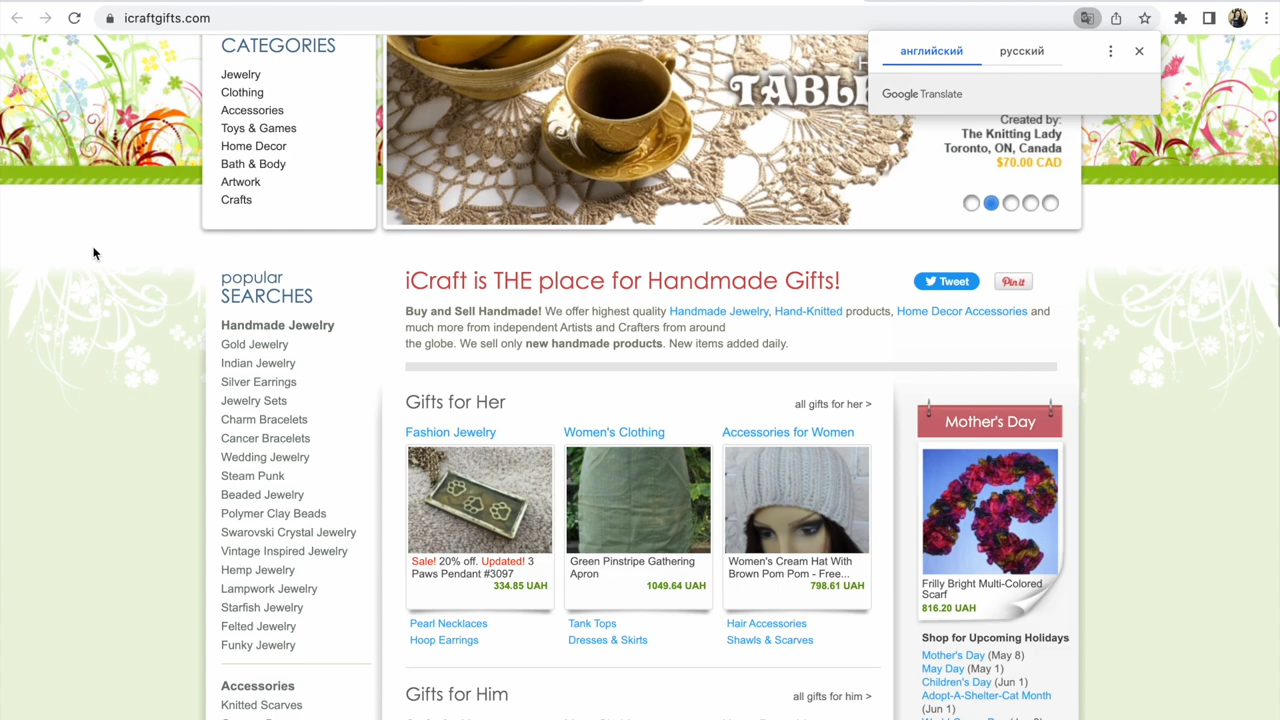 icraftgifts.com
английский
русский
Google Translate
CATEGORIES
Jewelry
Clothing
Accessories
Toys & Games
Home Decor
Bath & Body
Artwork
Crafts
TABLE
Created by:
The Knitting Lady
Toronto, ON, Canada
$70.00 CAD
popular
SEARCHES
Handmade Jewelry
Gold Jewelry
Indian Jewelry
Silver Earrings
Jewelry Sets
Charm Bracelets
Cancer Bracelets
Wedding Jewelry
Steam Punk
Beaded Jewelry
Polymer Clay Beads
Swarovski Crystal Jewelry
Vintage Inspired Jewelry
Hemp Jewelry
Lampwork Jewelry
Starfish Jewelry
Felted Jewelry
Funky Jewelry
Accessories
Knitted Scarves
iCraft is THE place for Handmade Gifts!
Tweet
Pin it
Buy and Sell Handmade! We offer highest quality Handmade Jewelry, Hand-Knitted products, Home Decor Accessories and
much more from independent Artists and Crafters from around
the globe. We sell only new handmade products. New items added daily.
Gifts for Her
all gifts for her >
Fashion Jewelry
Sale! 20% off. Updated! 3
Paws Pendant #3097
334.85 UAH
Pearl Necklaces
Hoop Earrings
Women's Clothing
Green Pinstripe Gathering
Apron
1049.64 UAH
Tank Tops
Dresses & Skirts
Accessories for Women
Women's Cream Hat With
Brown Pom Pom - Free...
798.61 UAH
Hair Accessories
Shawls & Scarves
Gifts for Him
all gifts for him >
Mother's Day
Frilly Bright Multi-Colored
Scarf
816.20 UAH
Shop for Upcoming Holidays
Mother's Day (May 8)
May Day (May 1)
Children's Day (Jun 1)
Adopt-A-Shelter-Cat Month
(Jun 1)